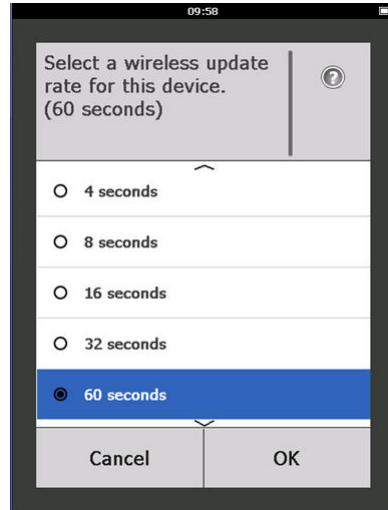 09:58
Select a wireless update
rate for this device.
(60 seconds)
?
4 seconds
8 seconds
16 seconds
32 seconds
60 seconds
Cancel
OK